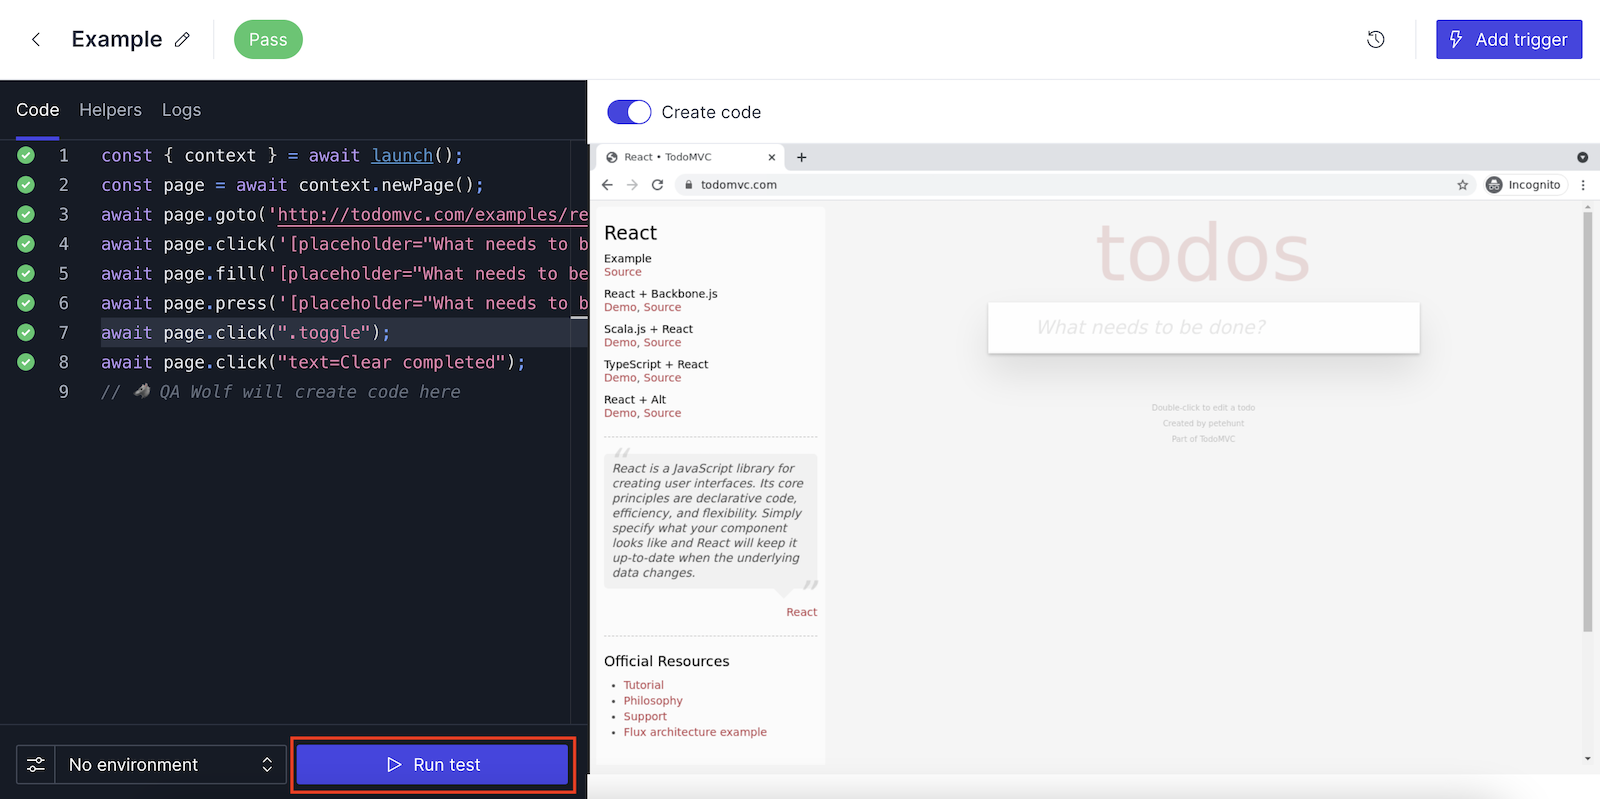 Example
Pass
Add trigger
Code Helpers Logs
Create code
1 const { context } = await launch();
2 const page = await context.newPage();
3 await page.goto('http://todomvc.com/examples/re
4 await page.click('[placeholder="What needs to b
5 await page.fill('[placeholder="What needs to be
6 await page.press('[placeholder="What needs to b
7 await page.click(".toggle");
8 await page.click("text=Clear completed");
9 // 🐺 QA Wolf will create code here
No environment
Run test
React • TodoMVC
todomvc.com
Incognito
React
Example
Source
React + Backbone.js
Demo, Source
Scala.js + React
Demo, Source
TypeScript + React
Demo, Source
React + Alt
Demo, Source
“
React is a JavaScript library for
creating user interfaces. Its core
principles are declarative code,
efficiency, and flexibility. Simply
specify what your component
looks like and React will keep it
up-to-date when the underlying
data changes.
”
React
Official Resources
• Tutorial
• Philosophy
• Support
• Flux architecture example
todos
What needs to be done?
Double-click to edit a todo
Created by petehunt
Part of TodoMVC